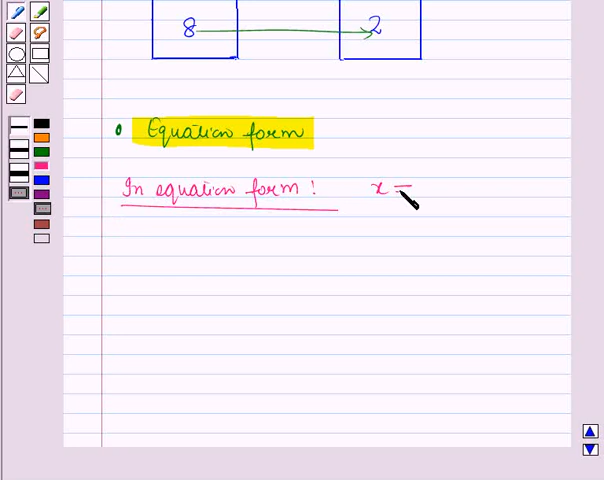 8 2
Equation form
In equation form : x =